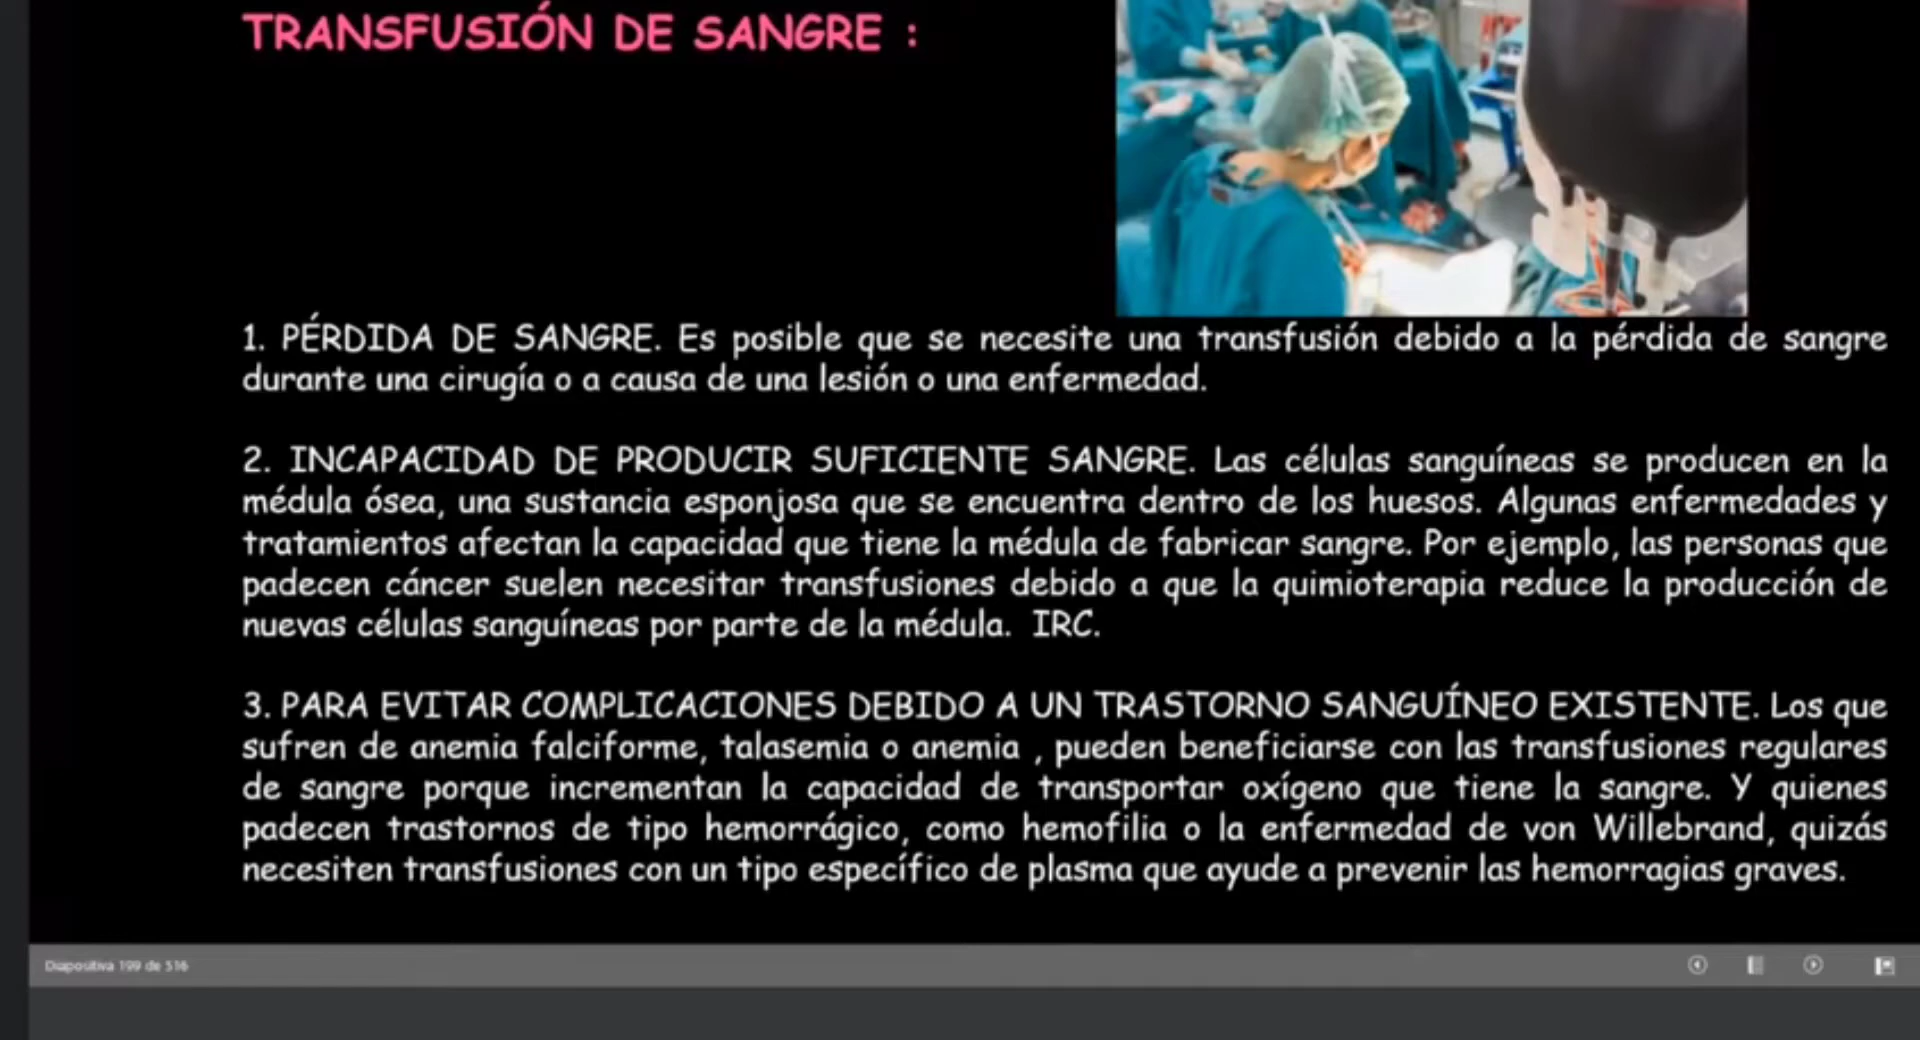 TRANSFUSIÓN DE SANGRE :
1. PÉRDIDA DE SANGRE. Es posible que se necesite una transfusión debido a la pérdida de sangre
durante una cirugía o a causa de una lesión o una enfermedad.
2. INCAPACIDAD DE PRODUCIR SUFICIENTE SANGRE. Las células sanguíneas se producen en la
médula ósea, una sustancia esponjosa que se encuentra dentro de los huesos. Algunas enfermedades y
tratamientos afectan la capacidad que tiene la médula de fabricar sangre. Por ejemplo, las personas que
padecen cáncer suelen necesitar transfusiones debido a que la quimioterapia reduce la producción de
nuevas células sanguíneas por parte de la médula. IRC.
3. PARA EVITAR COMPLICACIONES DEBIDO A UN TRASTORNO SANGUÍNEO EXISTENTE. Los que
sufren de anemia falciforme, talasemia o anemia , pueden beneficiarse con las transfusiones regulares
de sangre porque incrementan la capacidad de transportar oxígeno que tiene la sangre. Y quienes
padecen trastornos de tipo hemorrágico, como hemofilia o la enfermedad de von Willebrand, quizás
necesiten transfusiones con un tipo específico de plasma que ayude a prevenir las hemorragias graves.
Diapositiva 199 de 516